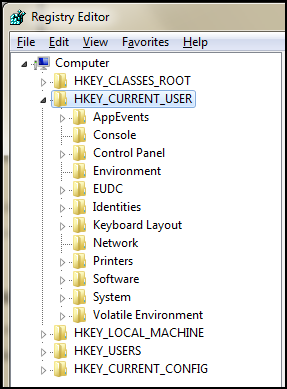 Registry Editor
File Edit View Favorites Help
Computer
HKEY_CLASSES_ROOT
HKEY_CURRENT_USER
AppEvents
Console
Control Panel
Environment
EUDC
Identities
Keyboard Layout
Network
Printers
Software
System
Volatile Environment
HKEY_LOCAL_MACHINE
HKEY_USERS
HKEY_CURRENT_CONFIG